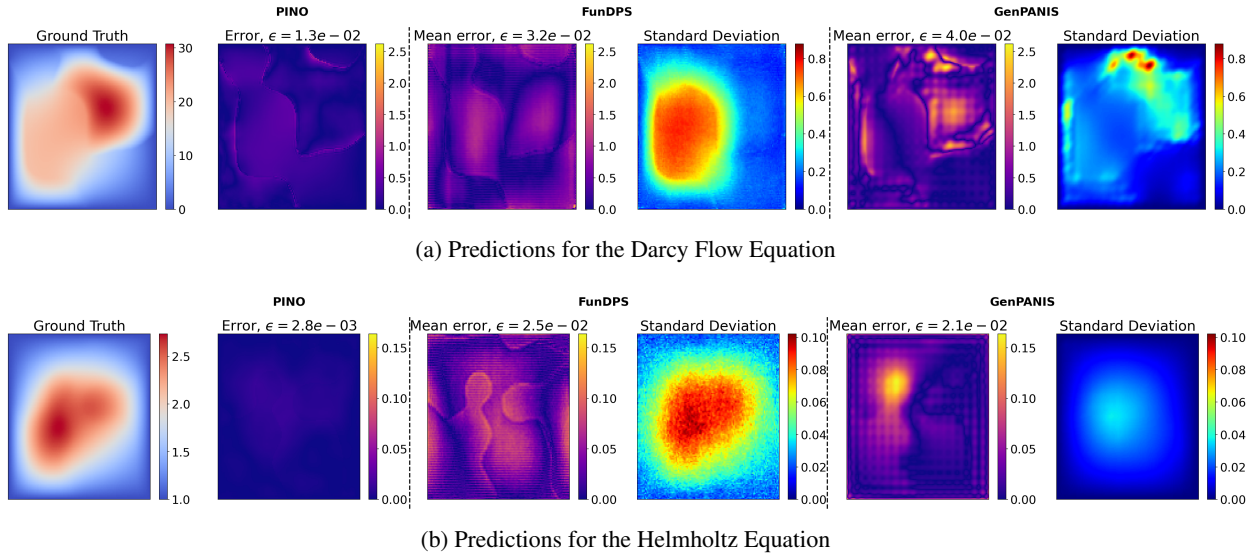 PINO FunDPS GenPANIS
Ground Truth Error, ϵ = 1.3e − 02 Mean error, ϵ = 3.2e − 02 Standard Deviation Mean error, ϵ = 4.0e − 02 Standard Deviation
30 20 10 0
2.5 2.0 1.5 1.0 0.5 0.0
2.5 2.0 1.5 1.0 0.5 0.0
0.8 0.6 0.4 0.2 0.0
2.5 2.0 1.5 1.0 0.5 0.0
0.8 0.6 0.4 0.2 0.0
(a) Predictions for the Darcy Flow Equation
PINO FunDPS GenPANIS
Ground Truth Error, ϵ = 2.8e − 03 Mean error, ϵ = 2.5e − 02 Standard Deviation Mean error, ϵ = 2.1e − 02 Standard Deviation
2.5 2.0 1.5 1.0
0.15 0.10 0.05 0.00
0.15 0.10 0.05 0.00
0.10 0.08 0.06 0.04 0.02 0.00
0.15 0.10 0.05 0.00
0.10 0.08 0.06 0.04 0.02 0.00
(b) Predictions for the Helmholtz Equation